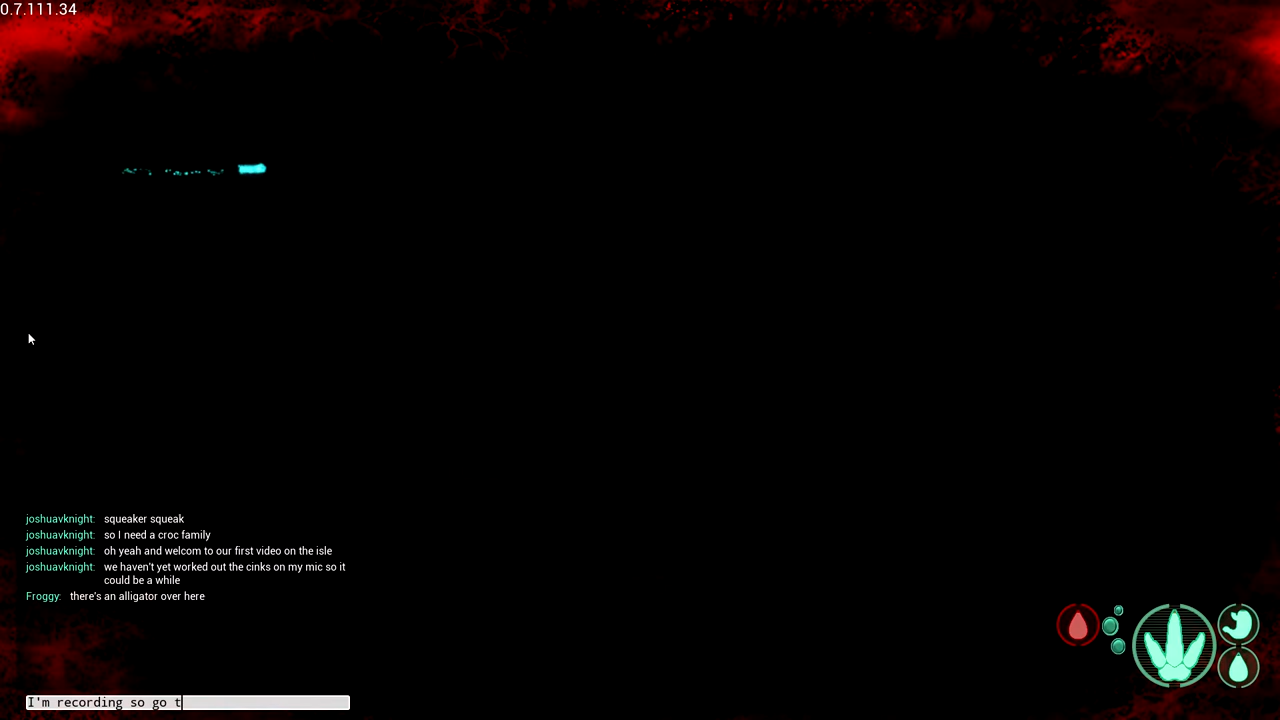 0.7.111.34
joshuavknight: squeaker squeak
joshuavknight: so I need a croc family
joshuavknight: oh yeah and welcom to our first video on the isle
joshuavknight: we haven't yet worked out the cinks on my mic so it
could be a while
Froggy: there's an alligator over here
I'm recording so go t